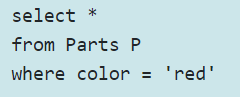 select *
from Parts P
where color = 'red'